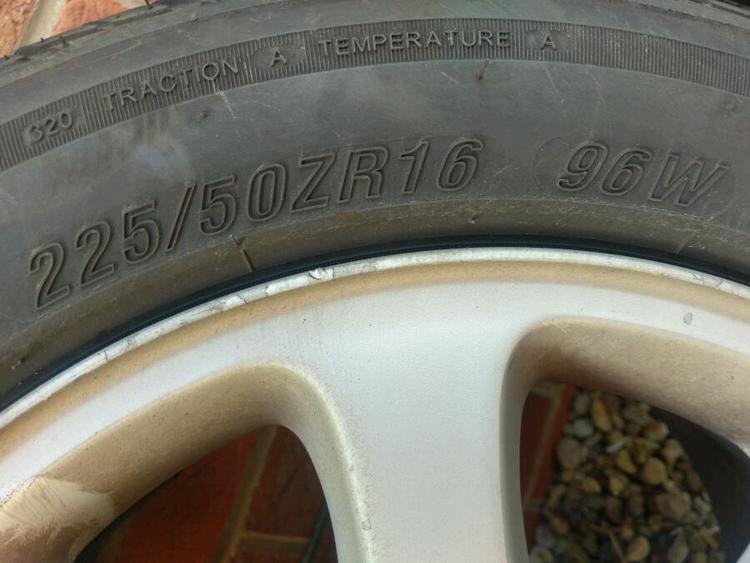 320 TRACTION A TEMPERATURE A
225/50ZR16 96W